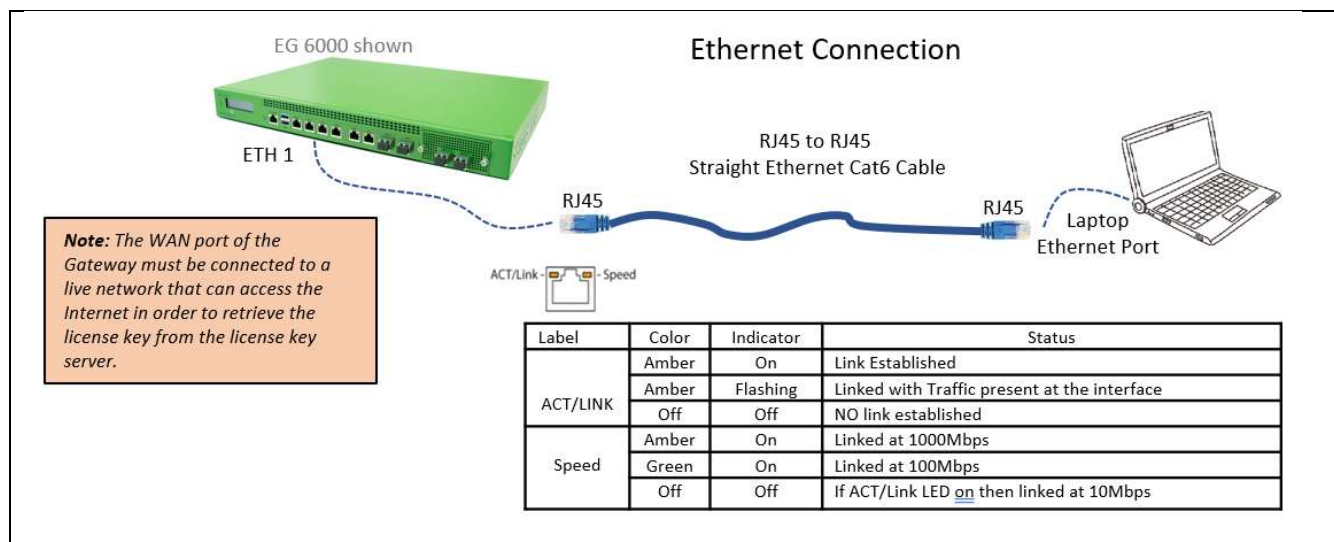 EG 6000 shown
Ethernet Connection
ETH 1
RJ45 to RJ45
Straight Ethernet Cat6 Cable
RJ45
RJ45
Laptop
Ethernet Port
Note: The WAN port of the
Gateway must be connected to a
live network that can access the
Internet in order to retrieve the
license key from the license key
server.
ACT/Link - - Speed
Label Color Indicator Status
ACT/LINK
Amber On Link Established
Amber Flashing Linked with Traffic present at the interface
Off Off NO link established
Speed
Amber On Linked at 1000Mbps
Green On Linked at 100Mbps
Off Off If ACT/Link LED on then linked at 10Mbps